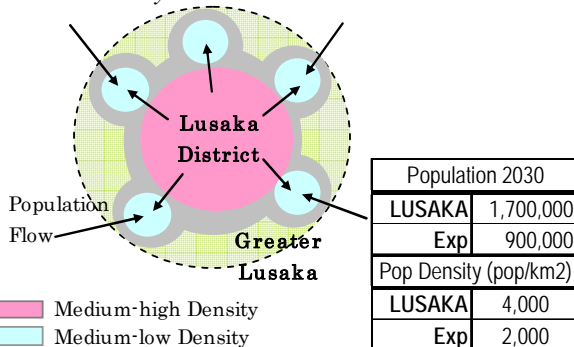 Lusaka
District
Population
Flow
Greater
Lusaka
Medium-high Density
Medium-low Density
Population 2030
LUSAKA 1,700,000
Exp 900,000
Pop Density (pop/km2)
LUSAKA 4,000
Exp 2,000